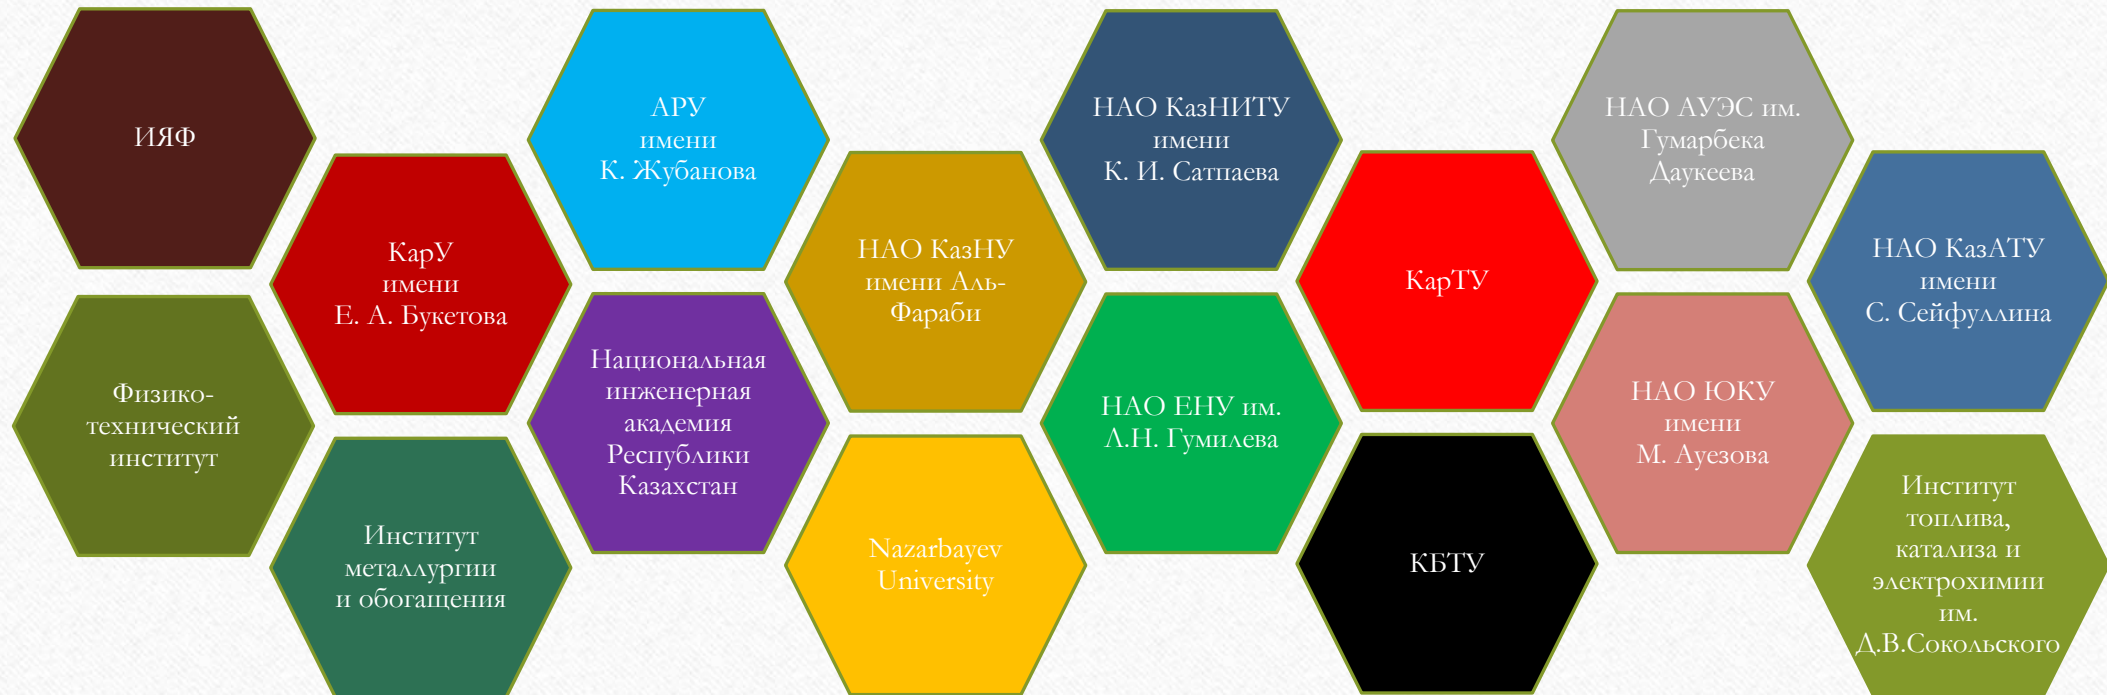 ИЯФ
Физико-
технический
институт
КарУ
имени
Е. А. Букетова
Институт
металлургии
и обогащения
АРУ
имени
К. Жубанова
Национальная
инженерная
академия
Республики
Казахстан
НАО КазНУ
имени Аль-
Фараби
Nazarbayev
University
НАО КазНИТУ
имени
К. И. Сатпаева
НАО ЕНУ им.
Л.Н. Гумилева
КарТУ
КБТУ
НАО АУЭС им.
Гумарбека
Даукеева
НАО ЮКУ
имени
М. Ауезова
НАО КазАТУ
имени
С. Сейфуллина
Институт
топлива,
катализа и
электрохимии
им.
Д.В.Сокольского